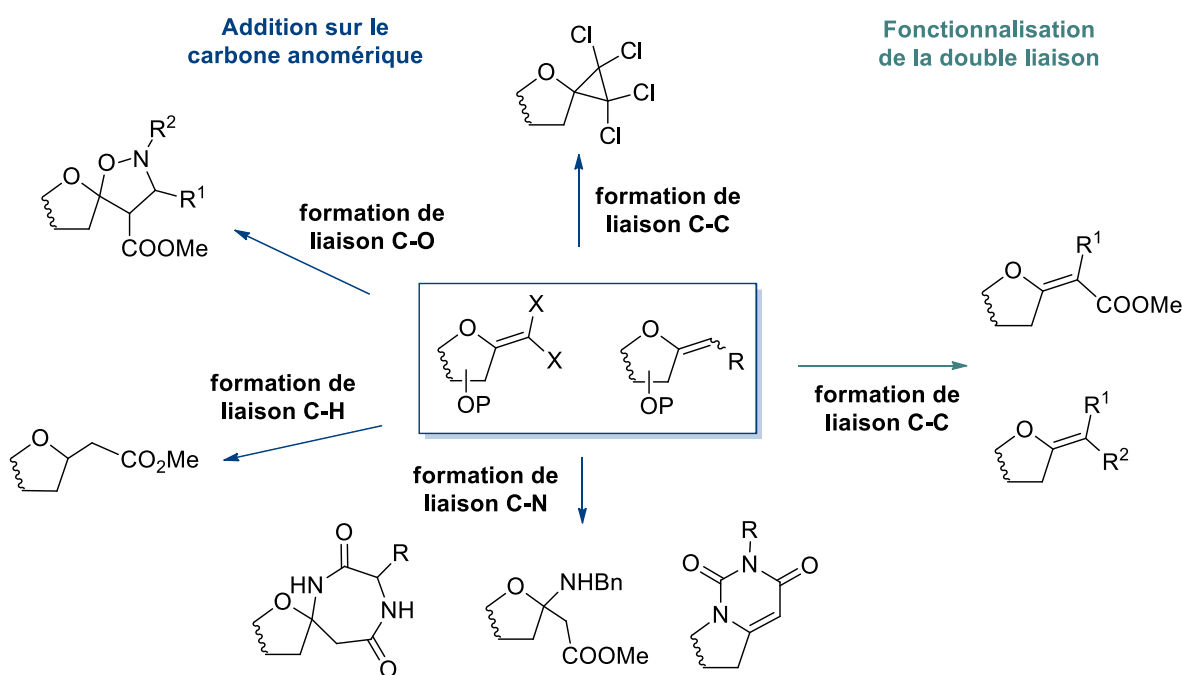 Addition sur le
carbone anomérique
Fonctionnalisation
de la double liaison
Cl
Cl
O
Cl
Cl
R²
N
O
O
R¹
COOMe
formation de
liaison C-O
formation de
liaison C-C
R¹
O
COOMe
X
O
X
OP
O
R
OP
formation de
liaison C-H
formation de
liaison C-C
O
CO₂Me
R¹
O
R²
formation de
liaison C-N
O
R
HN
O
NH
O
O
NHBn
COOMe
R
O
N
O
N